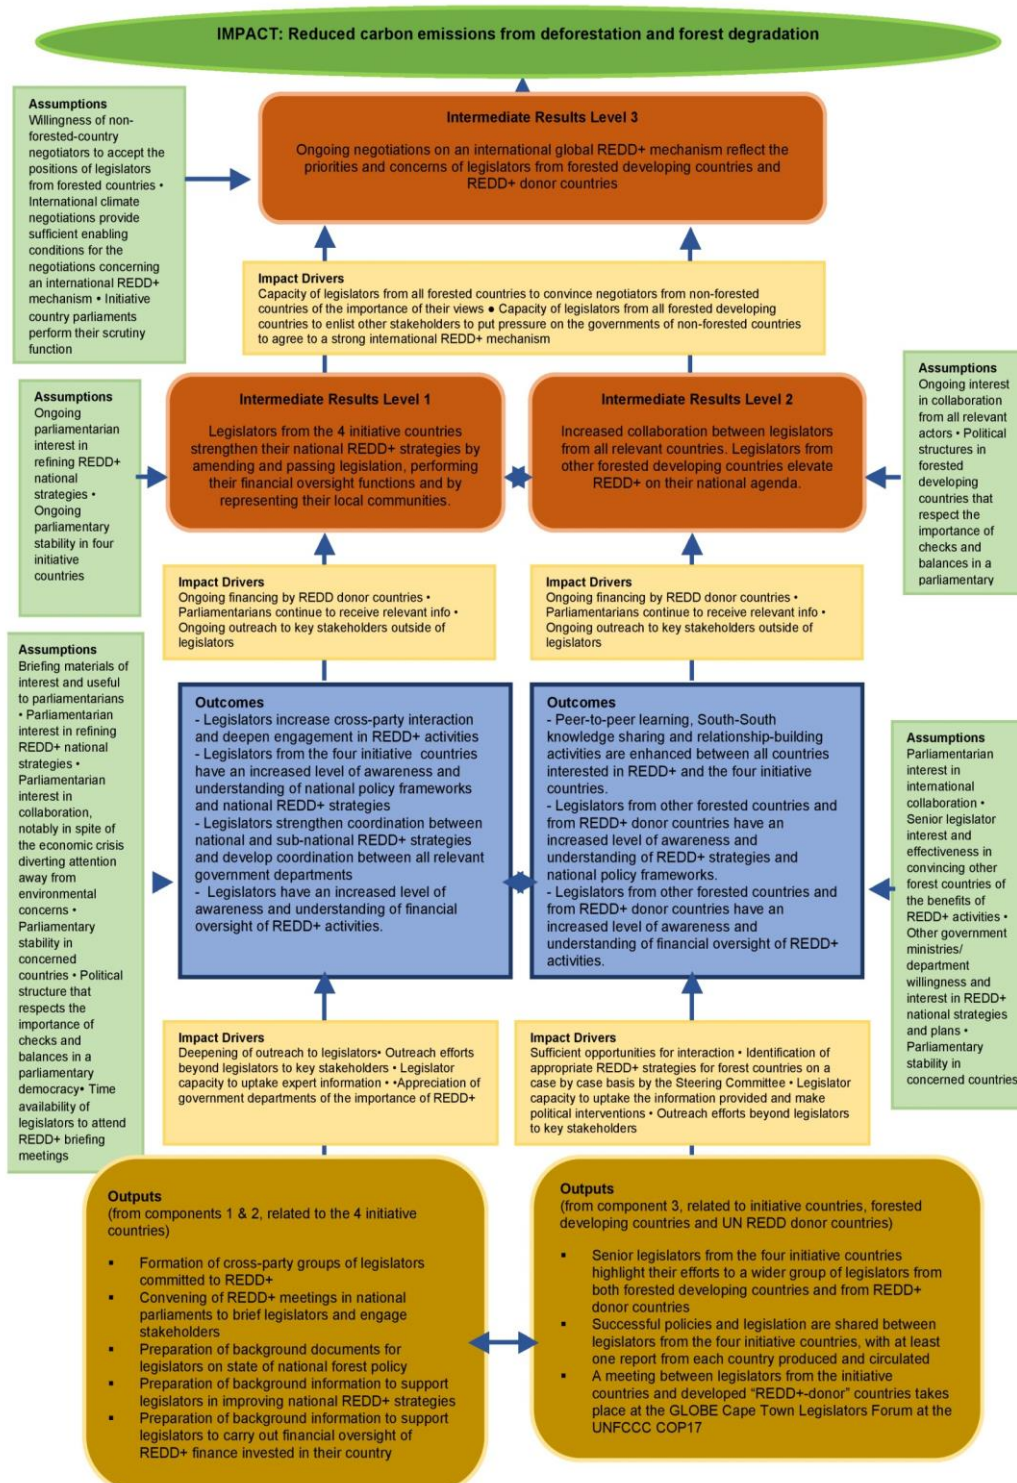 IMPACT: Reduced carbon emissions from deforestation and forest degradation
Assumptions
Willingness of non-
forested-country
negotiators to accept the
positions of legislators
from forested countries •
International climate
negotiations provide
sufficient enabling
conditions for the
negotiations concerning
an international REDD+
mechanism • Initiative
country parliaments
perform their scrutiny
function
Intermediate Results Level 3
Ongoing negotiations on an international global REDD+ mechanism reflect the
priorities and concerns of legislators from forested developing countries and
REDD+ donor countries
Impact Drivers
Capacity of legislators from all forested countries to convince negotiators from non-forested
countries of the importance of their views ● Capacity of legislators from all forested developing
countries to enlist other stakeholders to put pressure on the governments of non-forested countries
to agree to a strong international REDD+ mechanism
Assumptions
Ongoing
parliamentarian
interest in
refining REDD+
national
strategies •
Ongoing
parliamentary
stability in four
initiative
countries
Intermediate Results Level 1
Legislators from the 4 initiative countries
strengthen their national REDD+ strategies by
amending and passing legislation, performing
their financial oversight functions and by
representing their local communities.
Intermediate Results Level 2
Increased collaboration between legislators
from all relevant countries. Legislators from
other forested developing countries elevate
REDD+ on their national agenda.
Assumptions
Ongoing interest
in collaboration
from all relevant
actors • Political
structures in
forested
developing
countries that
respect the
importance of
checks and
balances in a
parliamentary
Impact Drivers
Ongoing financing by REDD donor countries •
Parliamentarians continue to receive relevant info •
Ongoing outreach to key stakeholders outside of
legislators
Impact Drivers
Ongoing financing by REDD donor countries •
Parliamentarians continue to receive relevant info •
Ongoing outreach to key stakeholders outside of
legislators
Assumptions
Briefing materials of
interest and useful
to parliamentarians
• Parliamentarian
interest in refining
REDD+ national
strategies •
Parliamentarian
interest in
collaboration,
notably in spite of
the economic crisis
diverting attention
away from
environmental
concerns •
Parliamentary
stability in
concerned
countries • Political
structure that
respects the
importance of
checks and
balances in a
parliamentary
democracy• Time
availability of
legislators to attend
REDD+ briefing
meetings
Outcomes
- Legislators increase cross-party interaction
and deepen engagement in REDD+ activities
- Legislators from the four initiative countries
have an increased level of awareness and
understanding of national policy frameworks
and national REDD+ strategies
- Legislators strengthen coordination between
national and sub-national REDD+ strategies
and develop coordination between all relevant
government departments
- Legislators have an increased level of
awareness and understanding of financial
oversight of REDD+ activities.
Outcomes
- Peer-to-peer learning, South-South
knowledge sharing and relationship-building
activities are enhanced between all countries
interested in REDD+ and the four initiative
countries.
- Legislators from other forested countries and
from REDD+ donor countries have an
increased level of awareness and
understanding of REDD+ strategies and
national policy frameworks.
- Legislators from other forested countries and
from REDD+ donor countries have an
increased level of awareness and
understanding of financial oversight of REDD+
activities.
Assumptions
Parliamentarian
interest in
international
collaboration •
Senior legislator
interest and
effectiveness in
convincing other
forest countries of
the benefits of
REDD+ activities •
Other government
ministries/
department
willingness and
interest in REDD+
national strategies
and plans •
Parliamentary
stability in
concerned countries
Impact Drivers
Deepening of outreach to legislators• Outreach efforts
beyond legislators to key stakeholders • Legislator
capacity to uptake expert information • •Appreciation of
government departments of the importance of REDD+
Impact Drivers
Sufficient opportunities for interaction • Identification of
appropriate REDD+ strategies for forest countries on a
case by case basis by the Steering Committee • Legislator
capacity to uptake the information provided and make
political interventions • Outreach efforts beyond legislators
to key stakeholders
Outputs
(from components 1 & 2, related to the 4 initiative
countries)
▪ Formation of cross-party groups of legislators
committed to REDD+
▪ Convening of REDD+ meetings in national
parliaments to brief legislators and engage
stakeholders
▪ Preparation of background documents for
legislators on state of national forest policy
▪ Preparation of background information to support
legislators in improving national REDD+ strategies
▪ Preparation of background information to support
legislators to carry out financial oversight of
REDD+ finance invested in their country
Outputs
(from component 3, related to initiative countries, forested
developing countries and UN REDD donor countries)
▪ Senior legislators from the four initiative countries
highlight their efforts to a wider group of legislators from
both forested developing countries and from REDD+
donor countries
▪ Successful policies and legislation are shared between
legislators from the four initiative countries, with at least
one report from each country produced and circulated
▪ A meeting between legislators from the initiative
countries and developed “REDD+-donor” countries takes
place at the GLOBE Cape Town Legislators Forum at the
UNFCCC COP17